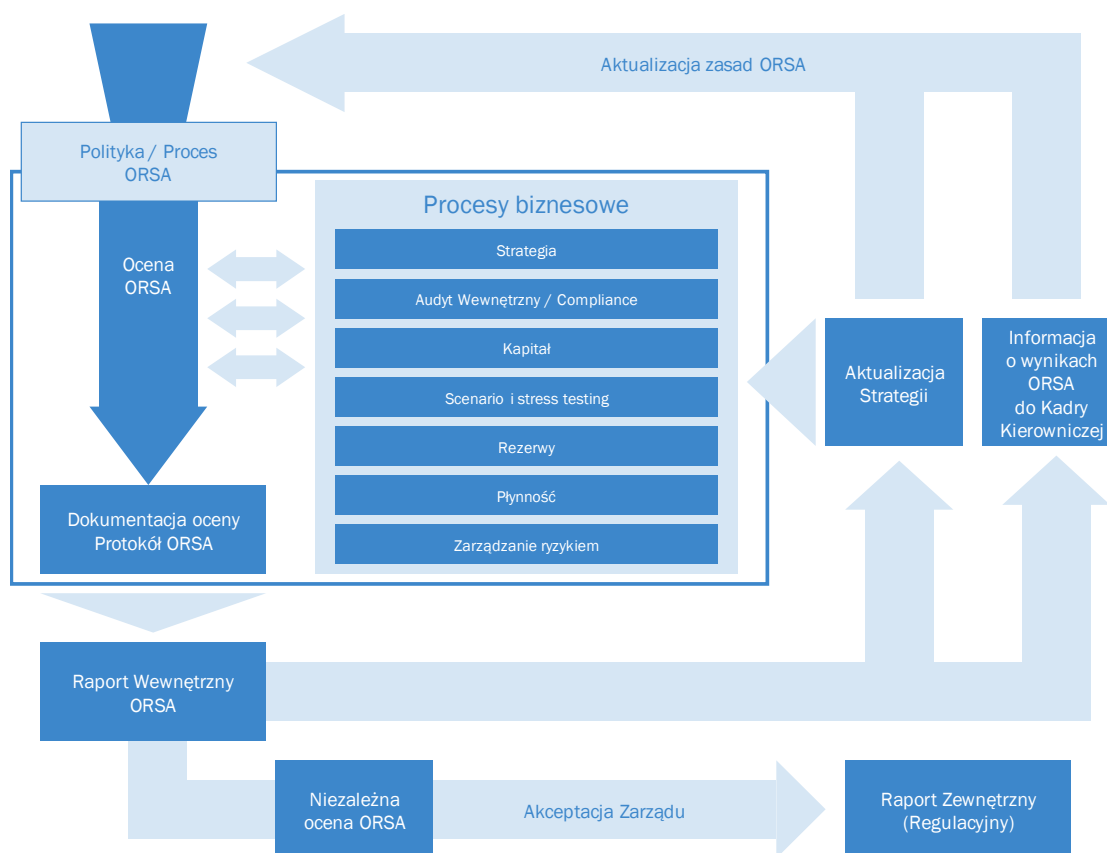 Aktualizacja zasad ORSA
Polityka / Proces
ORSA
Ocena
ORSA
Procesy biznesowe
Strategia
Audyt Wewnętrzny / Compliance
Kapitał
Scenario i stress testing
Rezerwy
Płynność
Zarządzanie ryzykiem
Aktualizacja
Strategii
Informacja
o wynikach
ORSA
do Kadry
Kierowniczej
Dokumentacja oceny
Protokół ORSA
Raport Wewnętrzny
ORSA
Niezależna
ocena ORSA
Akceptacja Zarządu
Raport Zewnętrzny
(Regulacyjny)